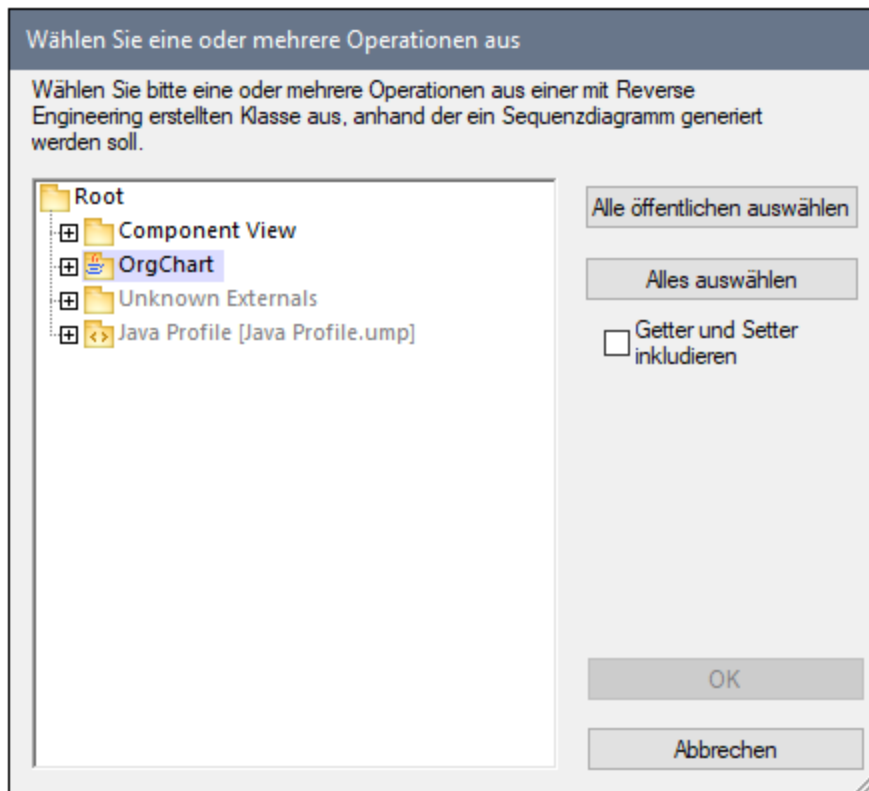 Wählen Sie eine oder mehrere Operationen aus
Wählen Sie bitte eine oder mehrere Operationen aus einer mit Reverse
Engineering erstellten Klasse aus, anhand der ein Sequenzdiagramm generiert
werden soll.
Root
Component View
OrgChart
Unknown Externals
Java Profile [Java Profile.ump]
Alle öffentlichen auswählen
Alles auswählen
Getter und Setter
inkludieren
OK
Abbrechen